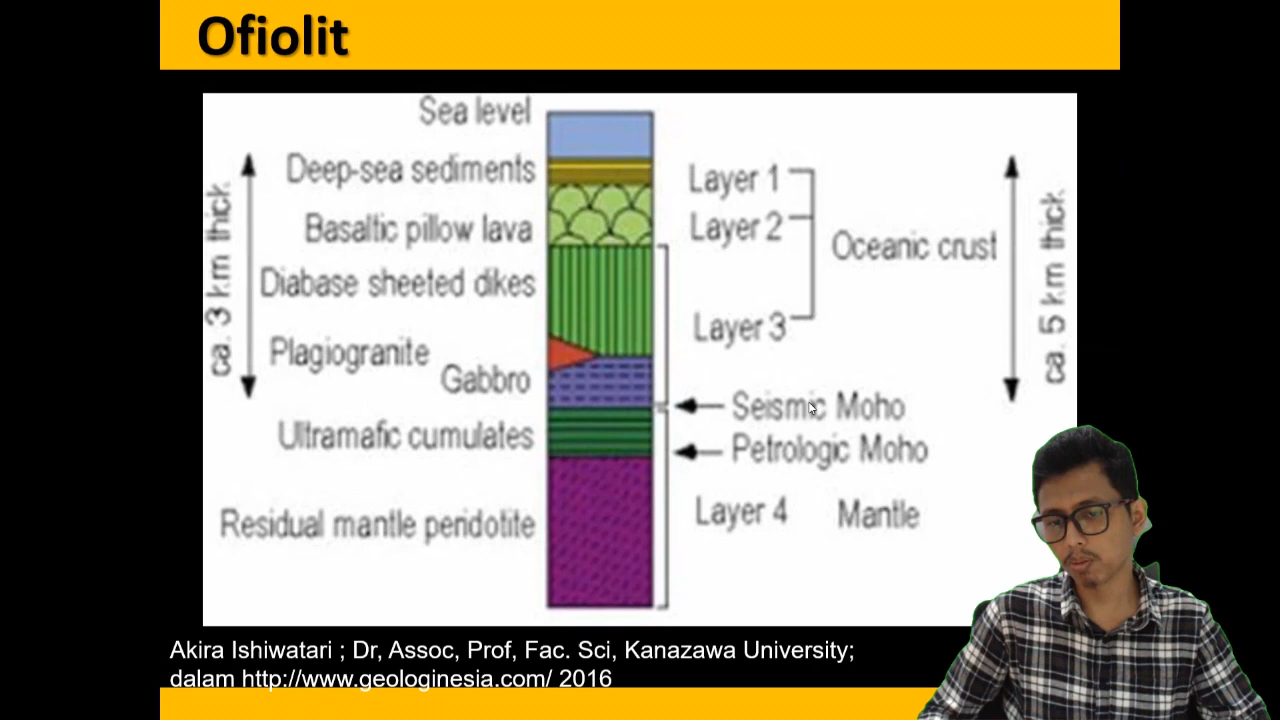 Ofiolit
Sea level
Deep-sea sediments
Basaltic pillow lava
Diabase sheeted dikes
Plagiogranite
Gabbro
Ultramafic cumulates
Residual mantle peridotite
ca. 3 km thick
Layer 1
Layer 2
Oceanic crust
Layer 3
Seismic Moho
Petrologic Moho
Layer 4 Mantle
ca. 5 km thick
Akira Ishiwatari ; Dr, Assoc, Prof, Fac. Sci, Kanazawa University;
dalam http://www.geologinesia.com/ 2016